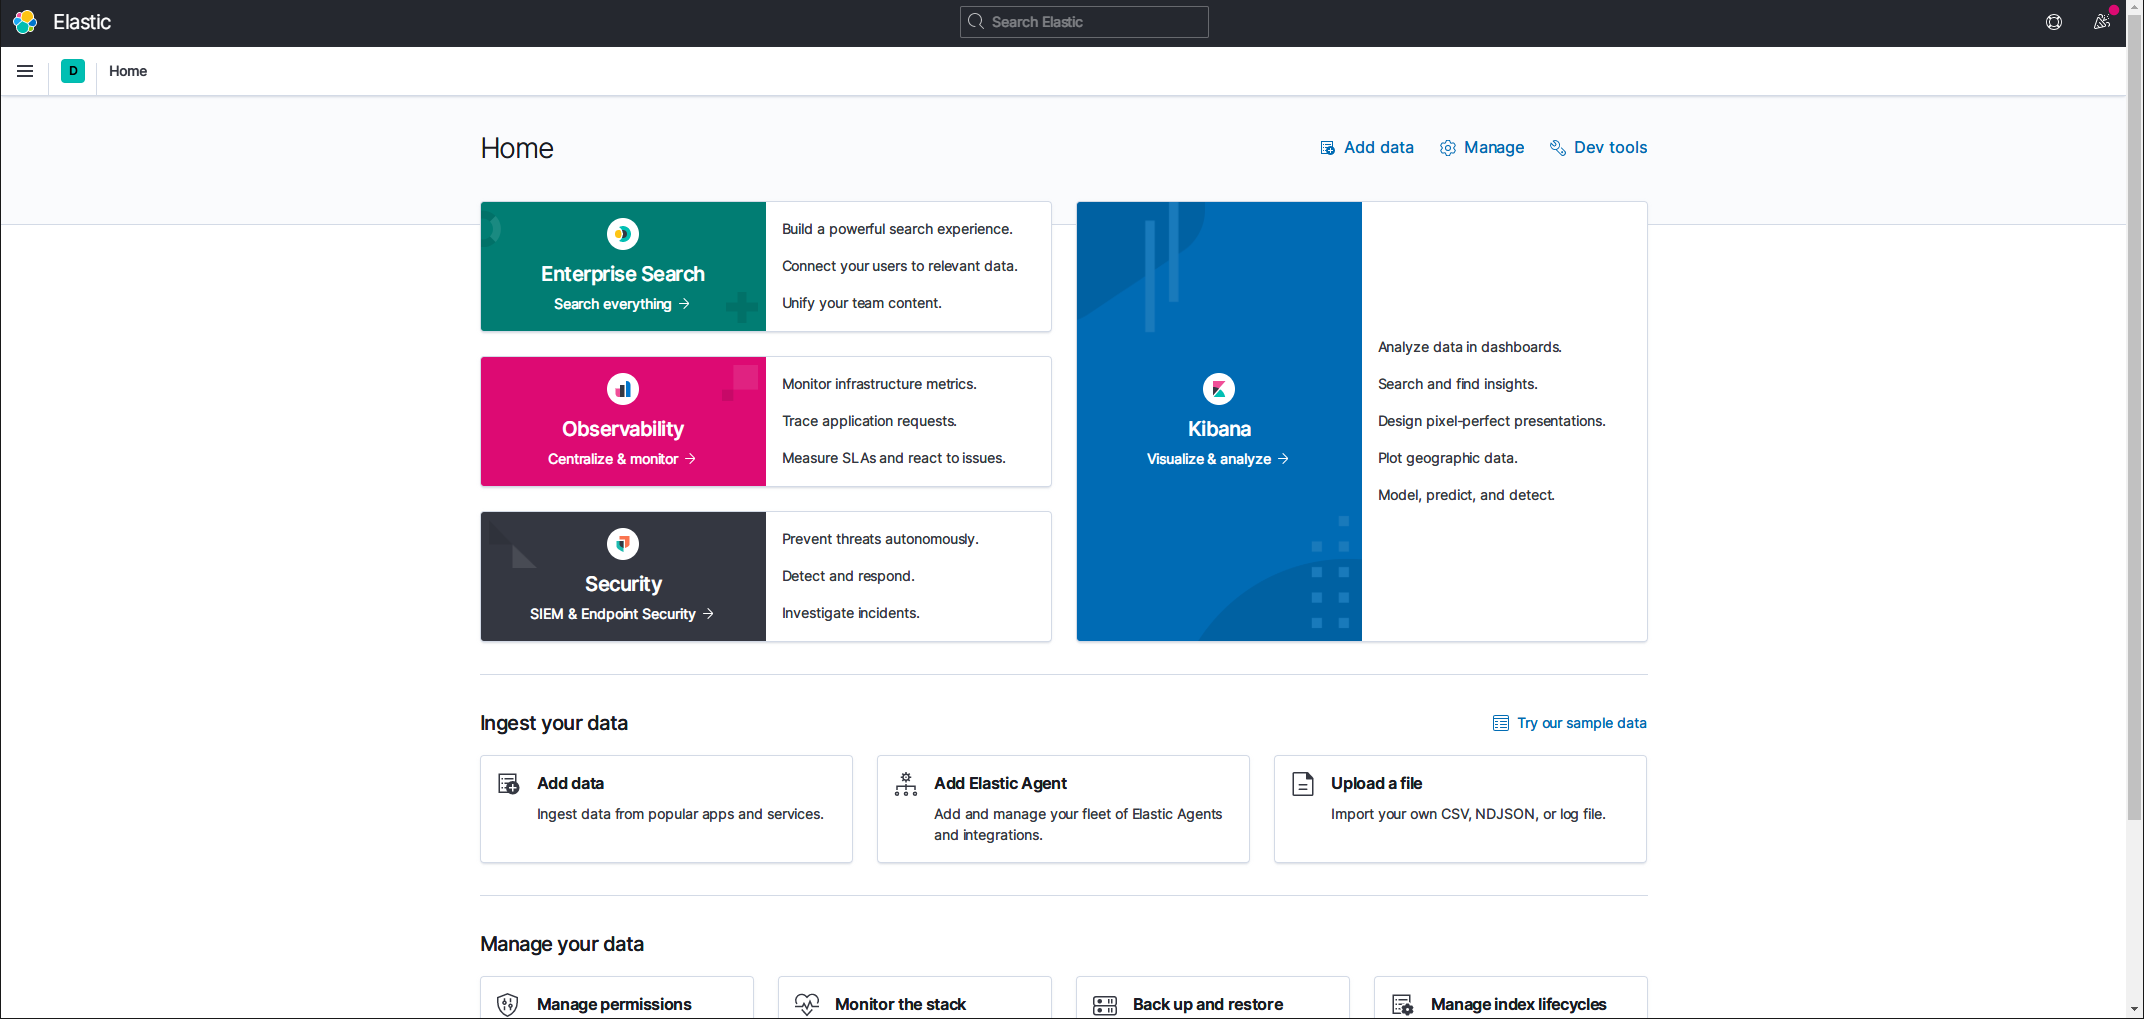 Elastic
Search Elastic
D
Home
Home
Add data
Manage
Dev tools
Enterprise Search
Search everything →
Build a powerful search experience.
Connect your users to relevant data.
Unify your team content.
Observability
Centralize & monitor →
Monitor infrastructure metrics.
Trace application requests.
Measure SLAs and react to issues.
Security
SIEM & Endpoint Security →
Prevent threats autonomously.
Detect and respond.
Investigate incidents.
Kibana
Visualize & analyze →
Analyze data in dashboards.
Search and find insights.
Design pixel-perfect presentations.
Plot geographic data.
Model, predict, and detect.
Ingest your data
Try our sample data
Add data
Ingest data from popular apps and services.
Add Elastic Agent
Add and manage your fleet of Elastic Agents
and integrations.
Upload a file
Import your own CSV, NDJSON, or log file.
Manage your data
Manage permissions
Monitor the stack
Back up and restore
Manage index lifecycles